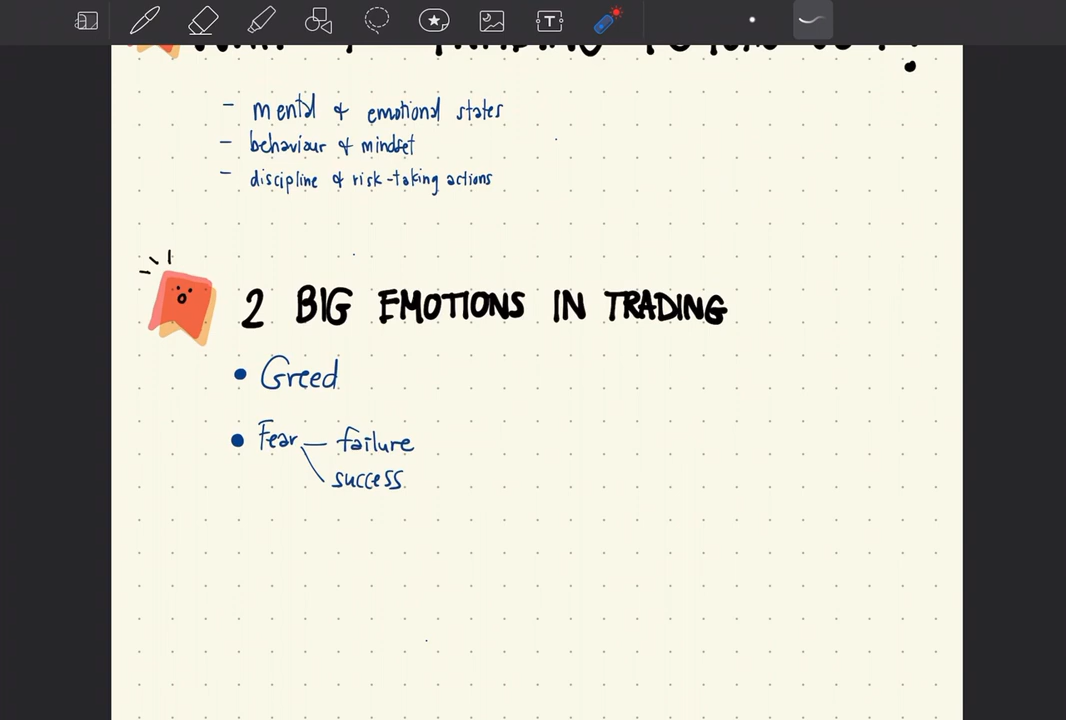 - mental & emotional states
- behaviour & mindset
- discipline & risk-taking actions
2 BIG EMOTIONS IN TRADING
• Greed
• Fear — failure
success